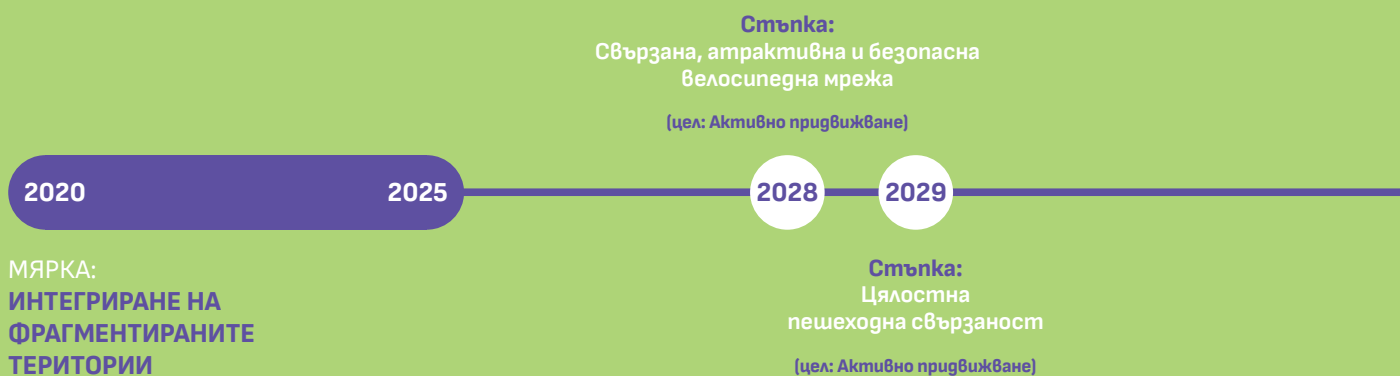 Стъпка:
Свързана, атрактивна и безопасна
велосипедна мрежа
(цел: Активно придвижване)
2020
2025
2028
2029
МЯРКА:
ИНТЕГРИРАНЕ НА
ФРАГМЕНТИРАНИТЕ
ТЕРИТОРИИ
Стъпка:
Цялостна
пешеходна свързаност
(цел: Активно придвижване)